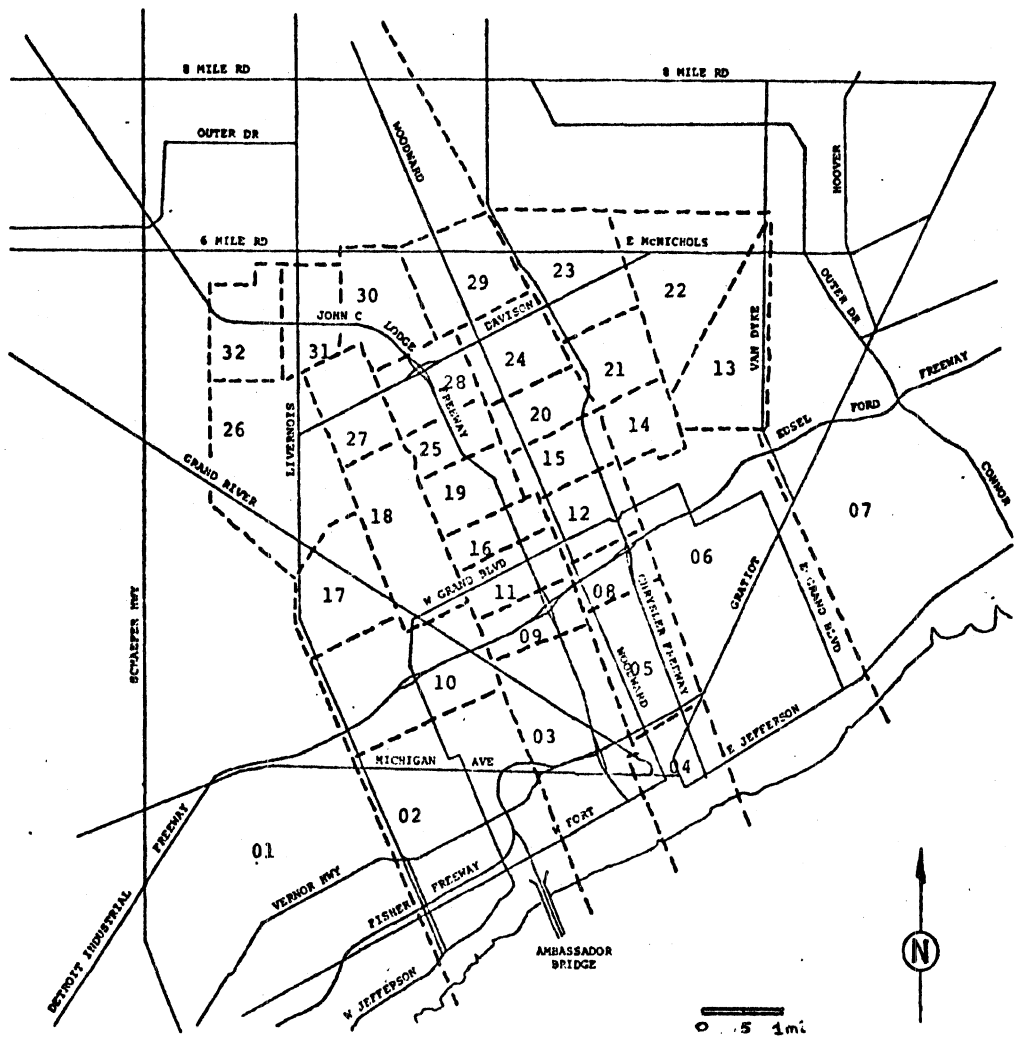 8 MILE RD
8 MILE RD
OUTER DR
WOODWARD
HOOVER
6 MILE RD
E McNICHOLS
29
23
22
30
OUTER DR
JOHN C
LODGE
DAVISON
VAN DYKE
32
31
24
21
13
28
FREEWAY
FREEWAY
FORD
EDSEL
26
LIVERNOIS
27
25
20
14
GRAND RIVER
15
CONNOR
19
18
12
07
16
06
W GRAND BLVD
17
11
08
CHRYSLER FREEWAY
GRATIOT
E GRAND BLVD
SCHAEFER HWY
09
05
WOODWARD
10
03
E JEFFERSON
MICHIGAN AVE
04
02
W FORT
FREEWAY
01
VERNOR HWY
FISHER
FREEWAY
DETROIT INDUSTRIAL
AMBASSADOR
BRIDGE
N
W JEFFERSON
0 .5 1mi